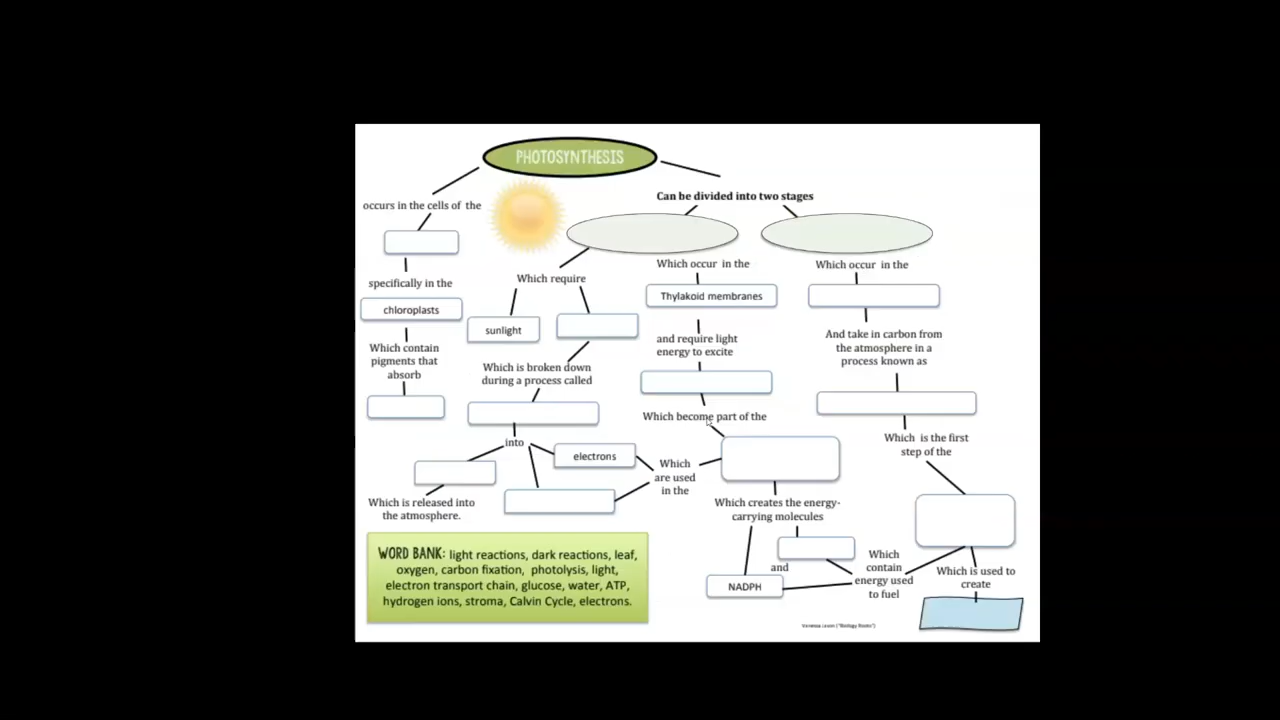 PHOTOSYNTHESIS
Can be divided into two stages
occurs in the cells of the
specifically in the
chloroplasts
Which contain
pigments that
absorb
Which require
sunlight
Which is broken down
during a process called
into
electrons
Which is released into
the atmosphere.
Which
are used
in the
Which occur in the
Thylakoid membranes
and require light
energy to excite
Which become part of the
Which creates the energy-
carrying molecules
and
NADPH
Which
contain
energy used
to fuel
Which occur in the
And take in carbon from
the atmosphere in a
process known as
Which is the first
step of the
Which is used to
create
WORD BANK: light reactions, dark reactions, leaf,
oxygen, carbon fixation, photolysis, light,
electron transport chain, glucose, water, ATP,
hydrogen ions, stroma, Calvin Cycle, electrons.